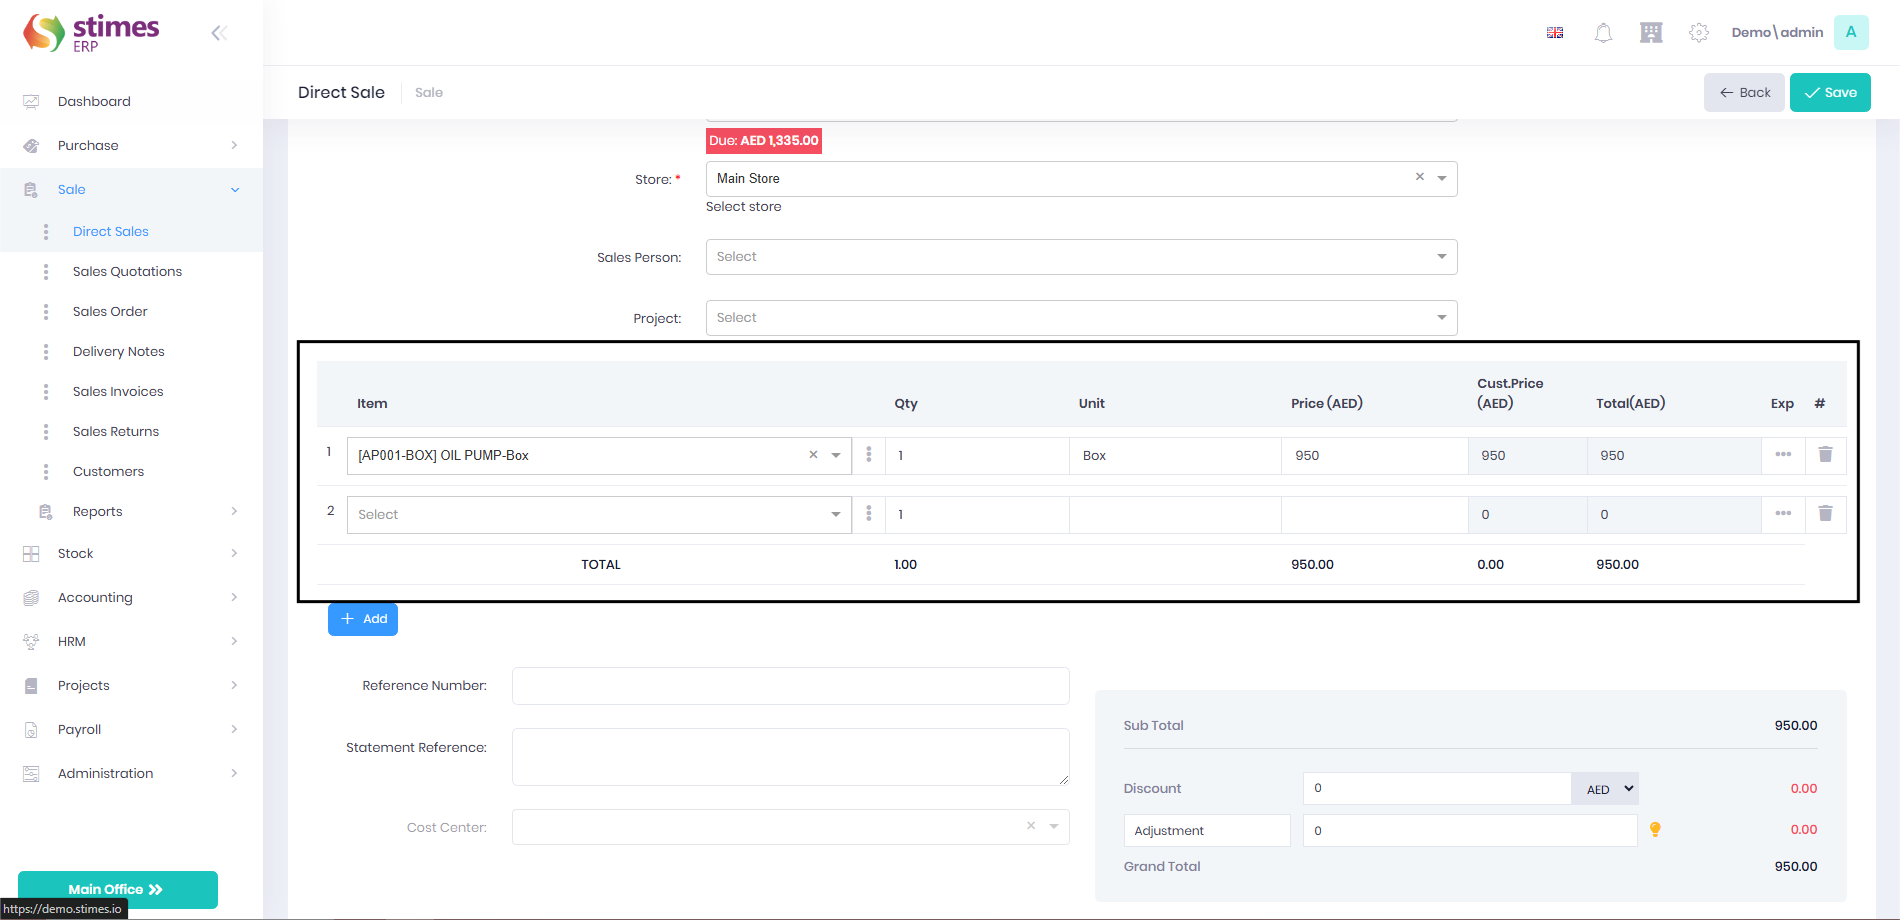 stimes
ERP
Demo\admin
A
Dashboard
Purchase
Sale
Direct Sales
Sales Quotations
Sales Order
Delivery Notes
Sales Invoices
Sales Returns
Customers
Reports
Stock
Accounting
HRM
Projects
Payroll
Administration
Main Office
https://demo.stimes.io
Direct Sale
Sale
Back
Save
Due: AED 1,335.00
Store: *
Main Store
Select store
Sales Person:
Select
Project:
Select
Item Qty Unit Price (AED) Cust.Price (AED) Total(AED) Exp #
1 [AP001-BOX] OIL PUMP-Box 1 Box 950 950 950
2 Select 1 0 0
TOTAL 1.00 950.00 0.00 950.00
+ Add
Reference Number:
Statement Reference:
Cost Center:
Sub Total 950.00
Discount 0 AED 0.00
Adjustment 0 0.00
Grand Total 950.00